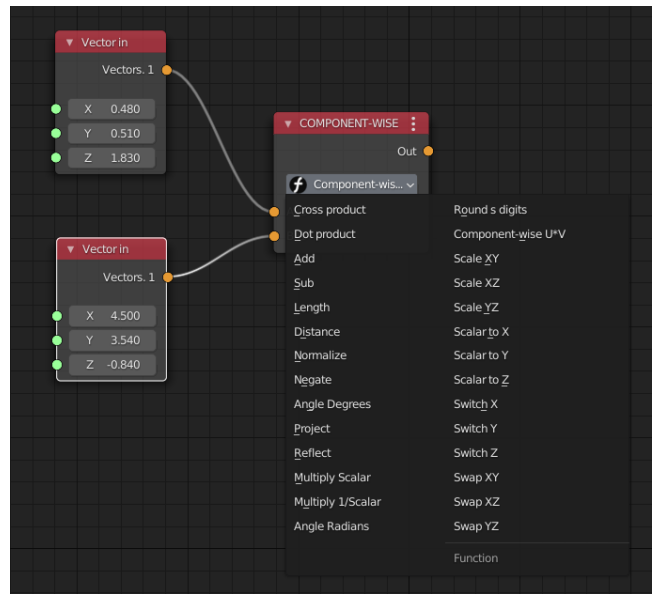 Vector in
Vectors. 1
X 0.480
Y 0.510
Z 1.830
Vector in
Vectors. 1
X 4.500
Y 3.540
Z -0.840
COMPONENT-WISE
Out
Component-wis...
Cross product
Dot product
Add
Sub
Length
Distance
Normalize
Negate
Angle Degrees
Project
Reflect
Multiply Scalar
Multiply 1/Scalar
Angle Radians
Round s digits
Component-wise U*V
Scale XY
Scale XZ
Scale YZ
Scalar to X
Scalar to Y
Scalar to Z
Switch X
Switch Y
Switch Z
Swap XY
Swap XZ
Swap YZ
Function